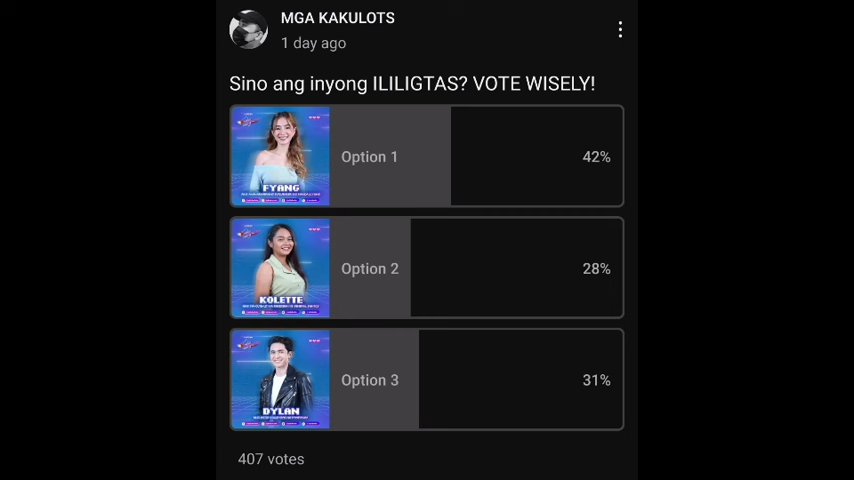 MGA KAKULOTS
1 day ago
Sino ang inyong ILILIGTAS? VOTE WISELY!
FYANG
Option 1
42%
KOLETTE
Option 2
28%
DYLAN
Option 3
31%
407 votes